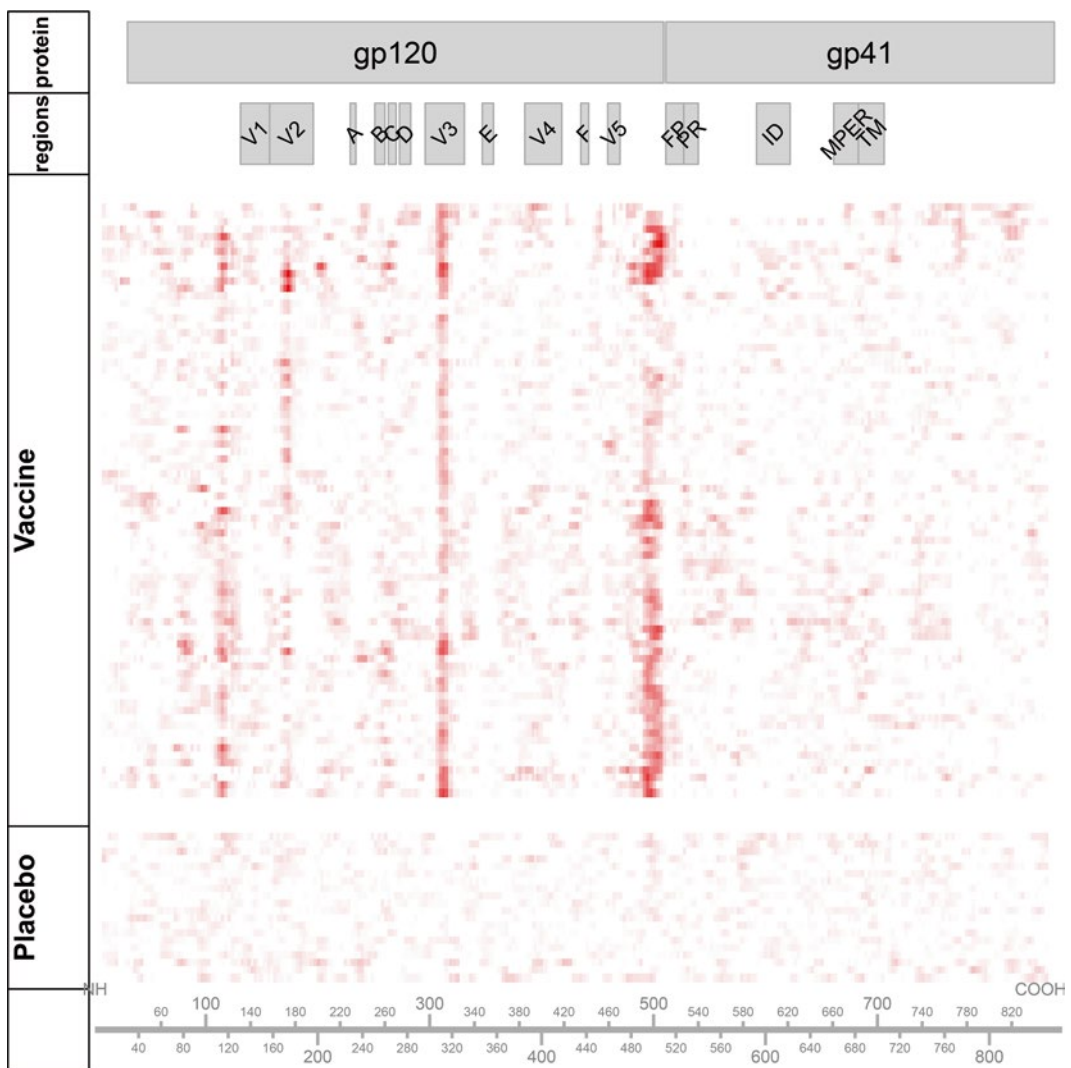 protein
gp120 gp41
regions
V1 V2 A B C D V3 E V4 F V5 FP PR ID MPER TM
Vaccine
Placebo
NH COOH
100 300 500 700
60 140 180 220 260 340 380 420 460 540 580 620 660 740 780 820
40 80 120 160 240 280 320 360 440 480 520 560 640 680 720 760
200 400 600 800